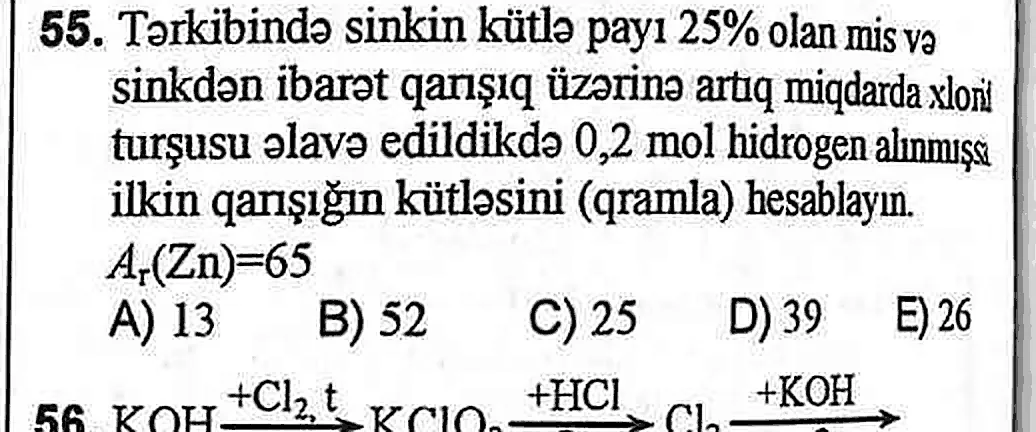 55. Tərkibində sinkin kütlə payı 25% olan mis və
sinkdən ibarət qarışıq üzərinə artıq miqdarda xlorid
turşusu əlavə edildikdə 0,2 mol hidrogen alınmışsa
ilkin qarışığın kütləsini (qramla) hesablayın.
Aᵣ(Zn)=65
A) 13 B) 52 C) 25 D) 39 E) 26
56. KOH +Cl₂, t → KClO₃ +HCl → Cl₂ +KOH →